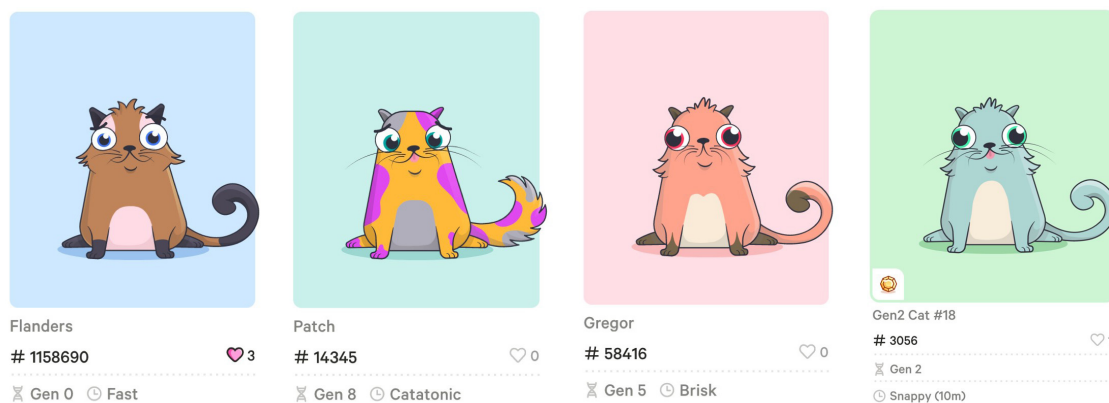 Flanders
# 1158690 3
Gen 0 Fast
Patch
# 14345 0
Gen 8 Catatonic
Gregor
# 58416 0
Gen 5 Brisk
Gen2 Cat #18
# 3056
Gen 2
Snappy (10m)